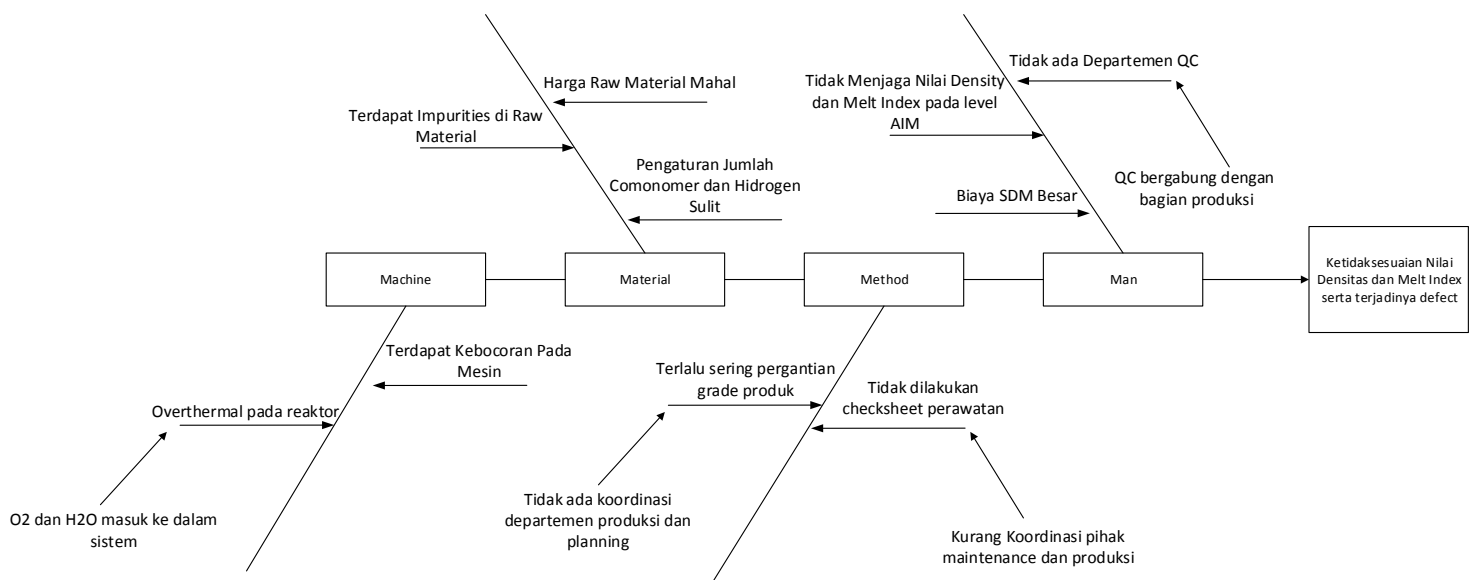 Harga Raw Material Mahal
Terdapat Impurities di Raw
Material
Pengaturan Jumlah
Comonomer dan Hidrogen
Sulit
Tidak ada Departemen QC
Tidak Menjaga Nilai Density
dan Melt Index pada level
AIM
QC bergabung dengan
bagian produksi
Biaya SDM Besar
Machine
Material
Method
Man
Ketidaksesuaian Nilai
Densitas dan Melt Index
serta terjadinya defect
Terdapat Kebocoran Pada
Mesin
Overthermal pada reaktor
O2 dan H2O masuk ke dalam
sistem
Terlalu sering pergantian
grade produk
Tidak dilakukan
checksheet perawatan
Tidak ada koordinasi
departemen produksi dan
planning
Kurang Koordinasi pihak
maintenance dan produksi